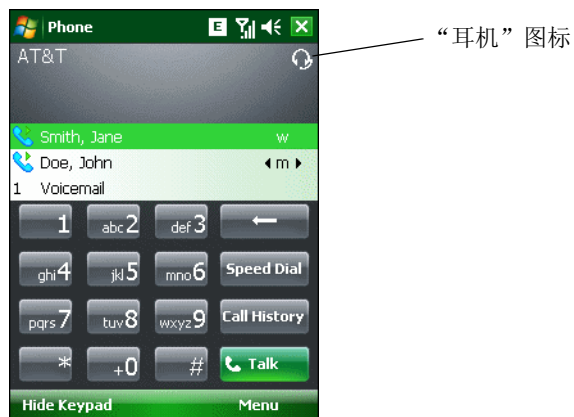 Phone E
“耳机”图标
AT&T
Smith, Jane w
Doe, John m
1 Voicemail
1 abc2 def3
ghi4 jkl5 mno6 Speed Dial
pqrs7 tuv8 wxyz9 Call History
* +0 # Talk
Hide Keypad Menu